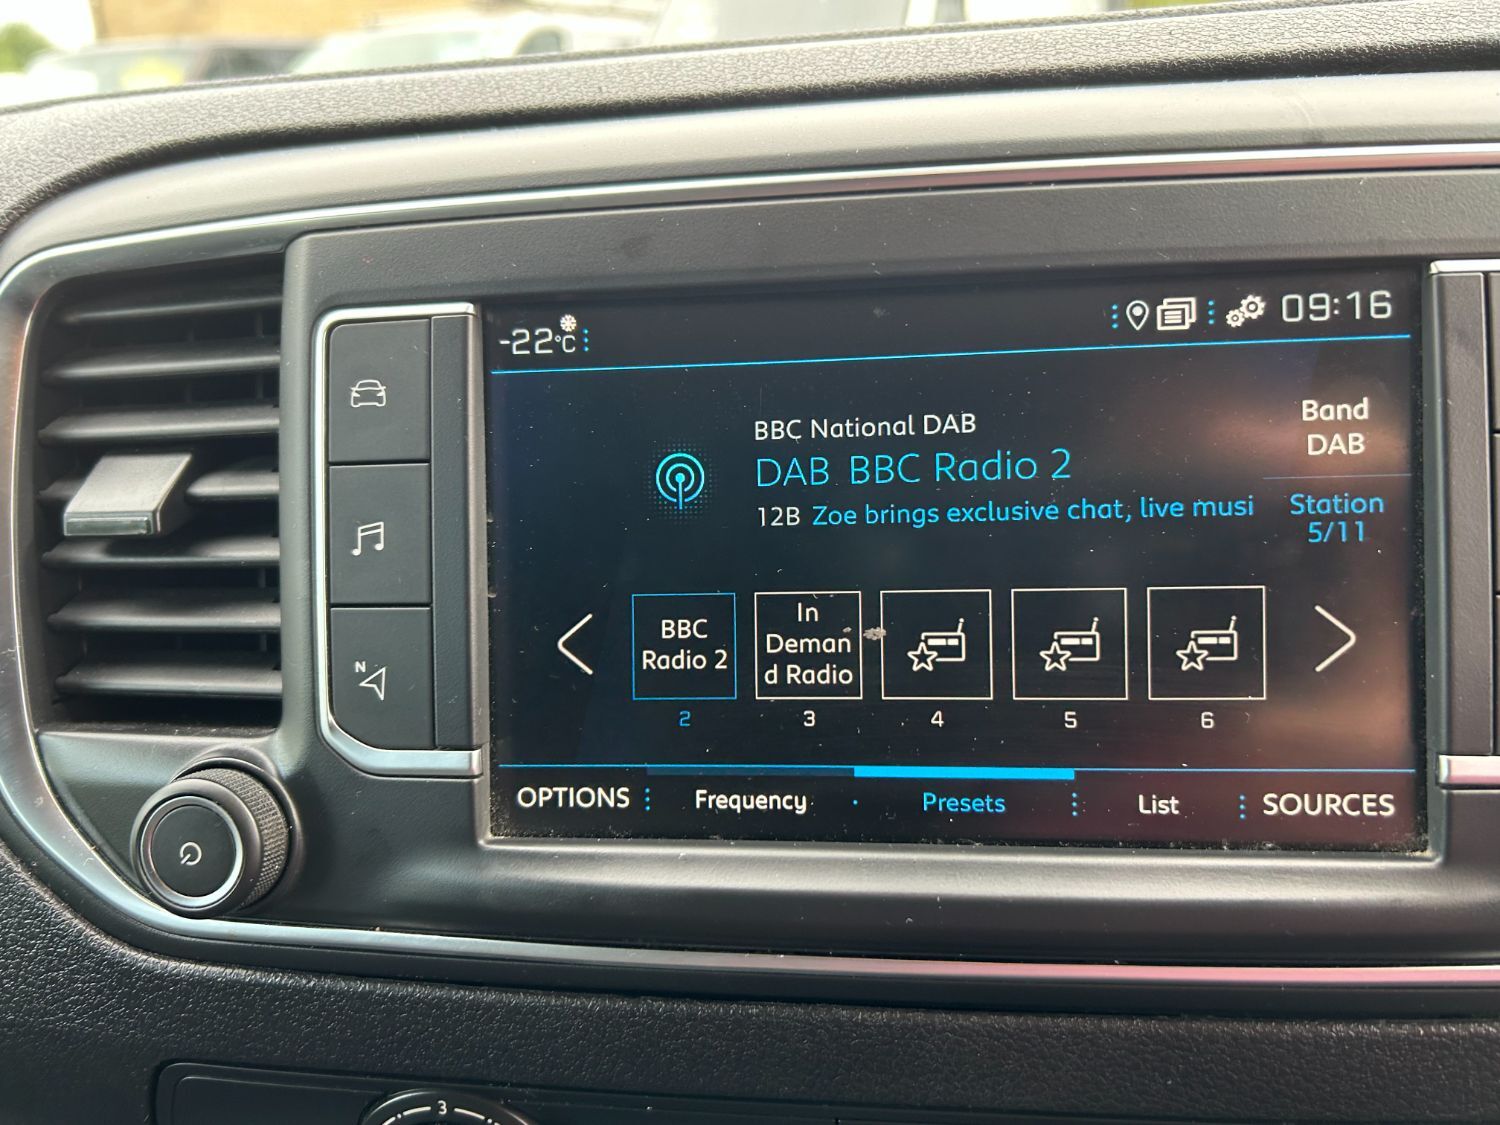 -22°C
09:16
BBC National DAB
DAB BBC Radio 2
12B Zoe brings exclusive chat, live musi
Band
DAB
Station
5/11
BBC
Radio 2
In
Deman
d Radio
2
3
4
5
6
OPTIONS
Frequency
Presets
List
SOURCES
N
3